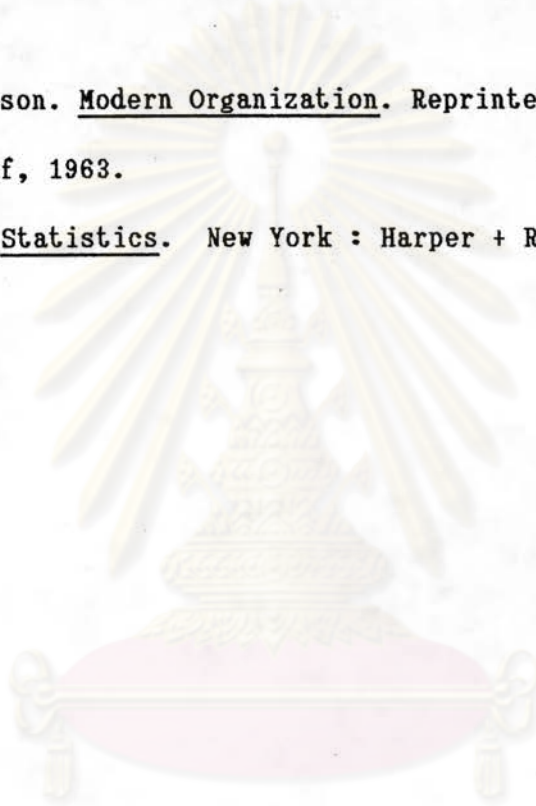 son. Modern Organization. Reprinte
f, 1963.
Statistics. New York : Harper + R